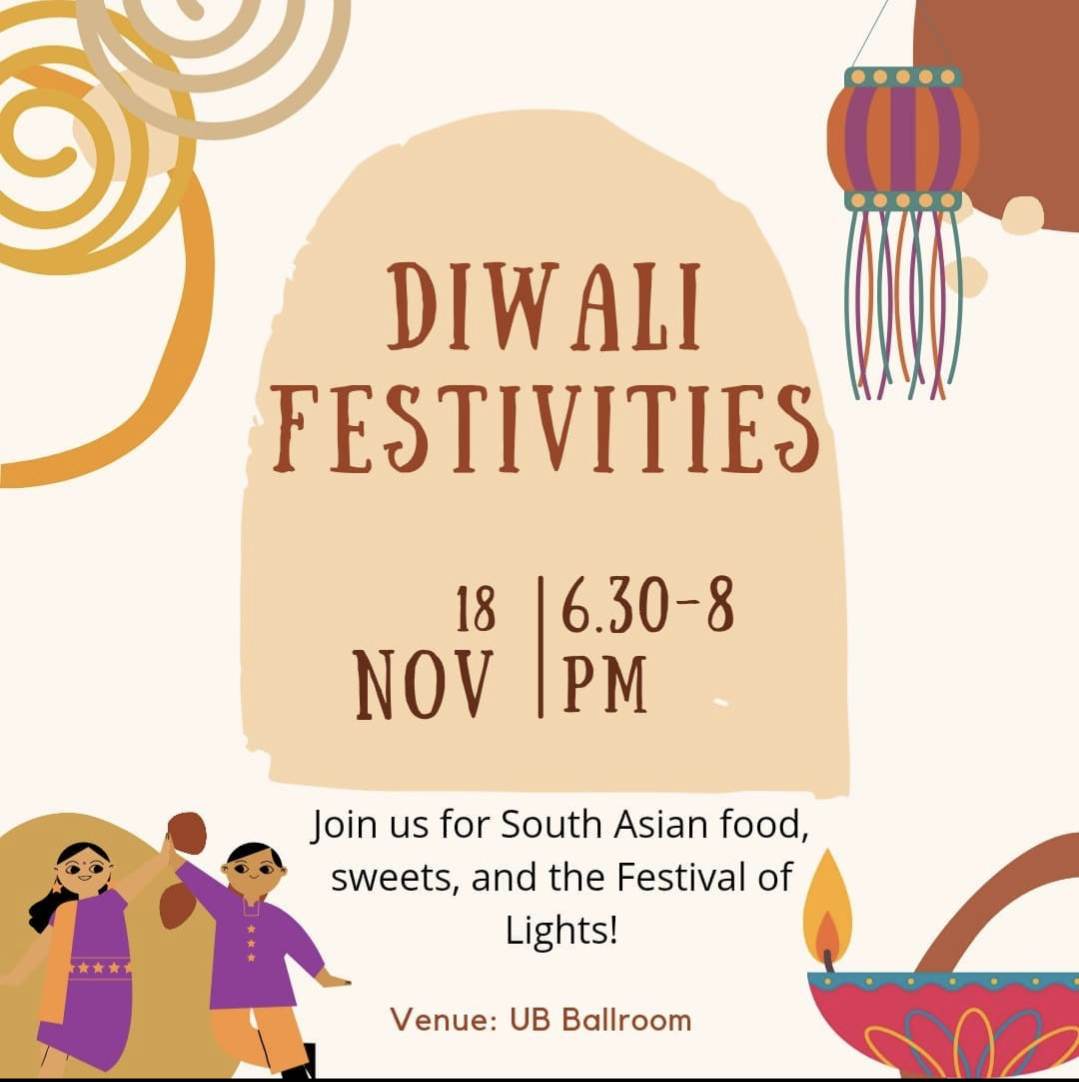 DIWALI
FESTIVITIES
18
NOV
6.30-8
PM
Join us for South Asian food,
sweets, and the Festival of
Lights!
Venue: UB Ballroom